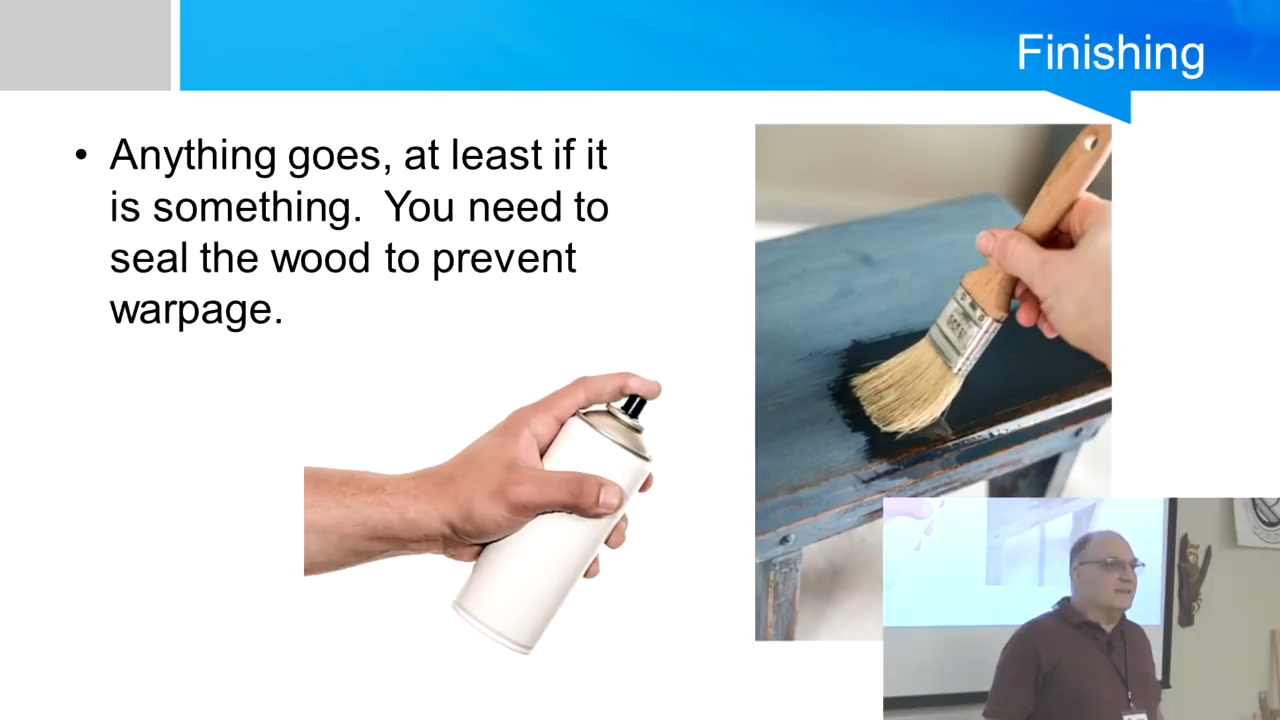 Finishing
• Anything goes, at least if it
is something.  You need to
seal the wood to prevent
warpage.